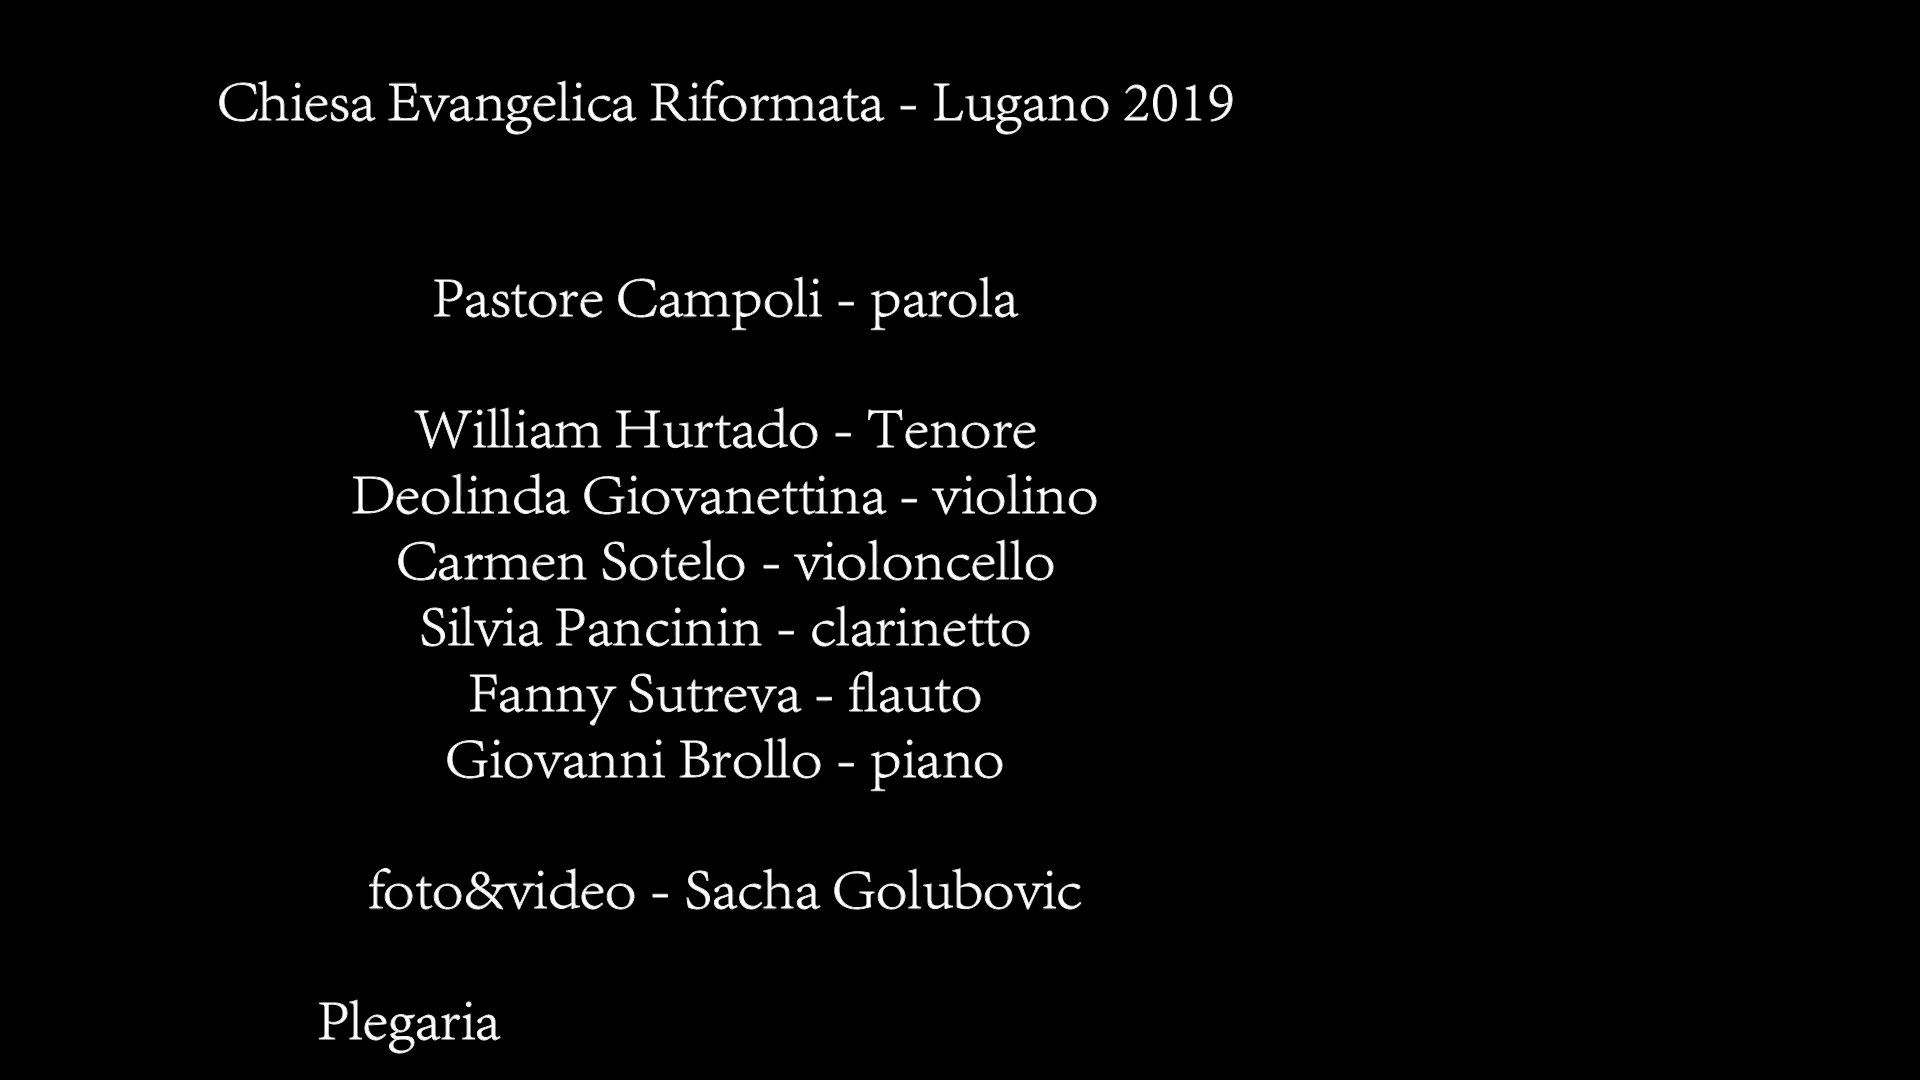 Chiesa Evangelica Riformata - Lugano 2019
Pastore Campoli - parola
William Hurtado - Tenore
Deolinda Giovanettina - violino
Carmen Sotelo - violoncello
Silvia Pancinin - clarinetto
Fanny Sutreva - flauto
Giovanni Brollo - piano
foto&video - Sacha Golubovic
Plegaria